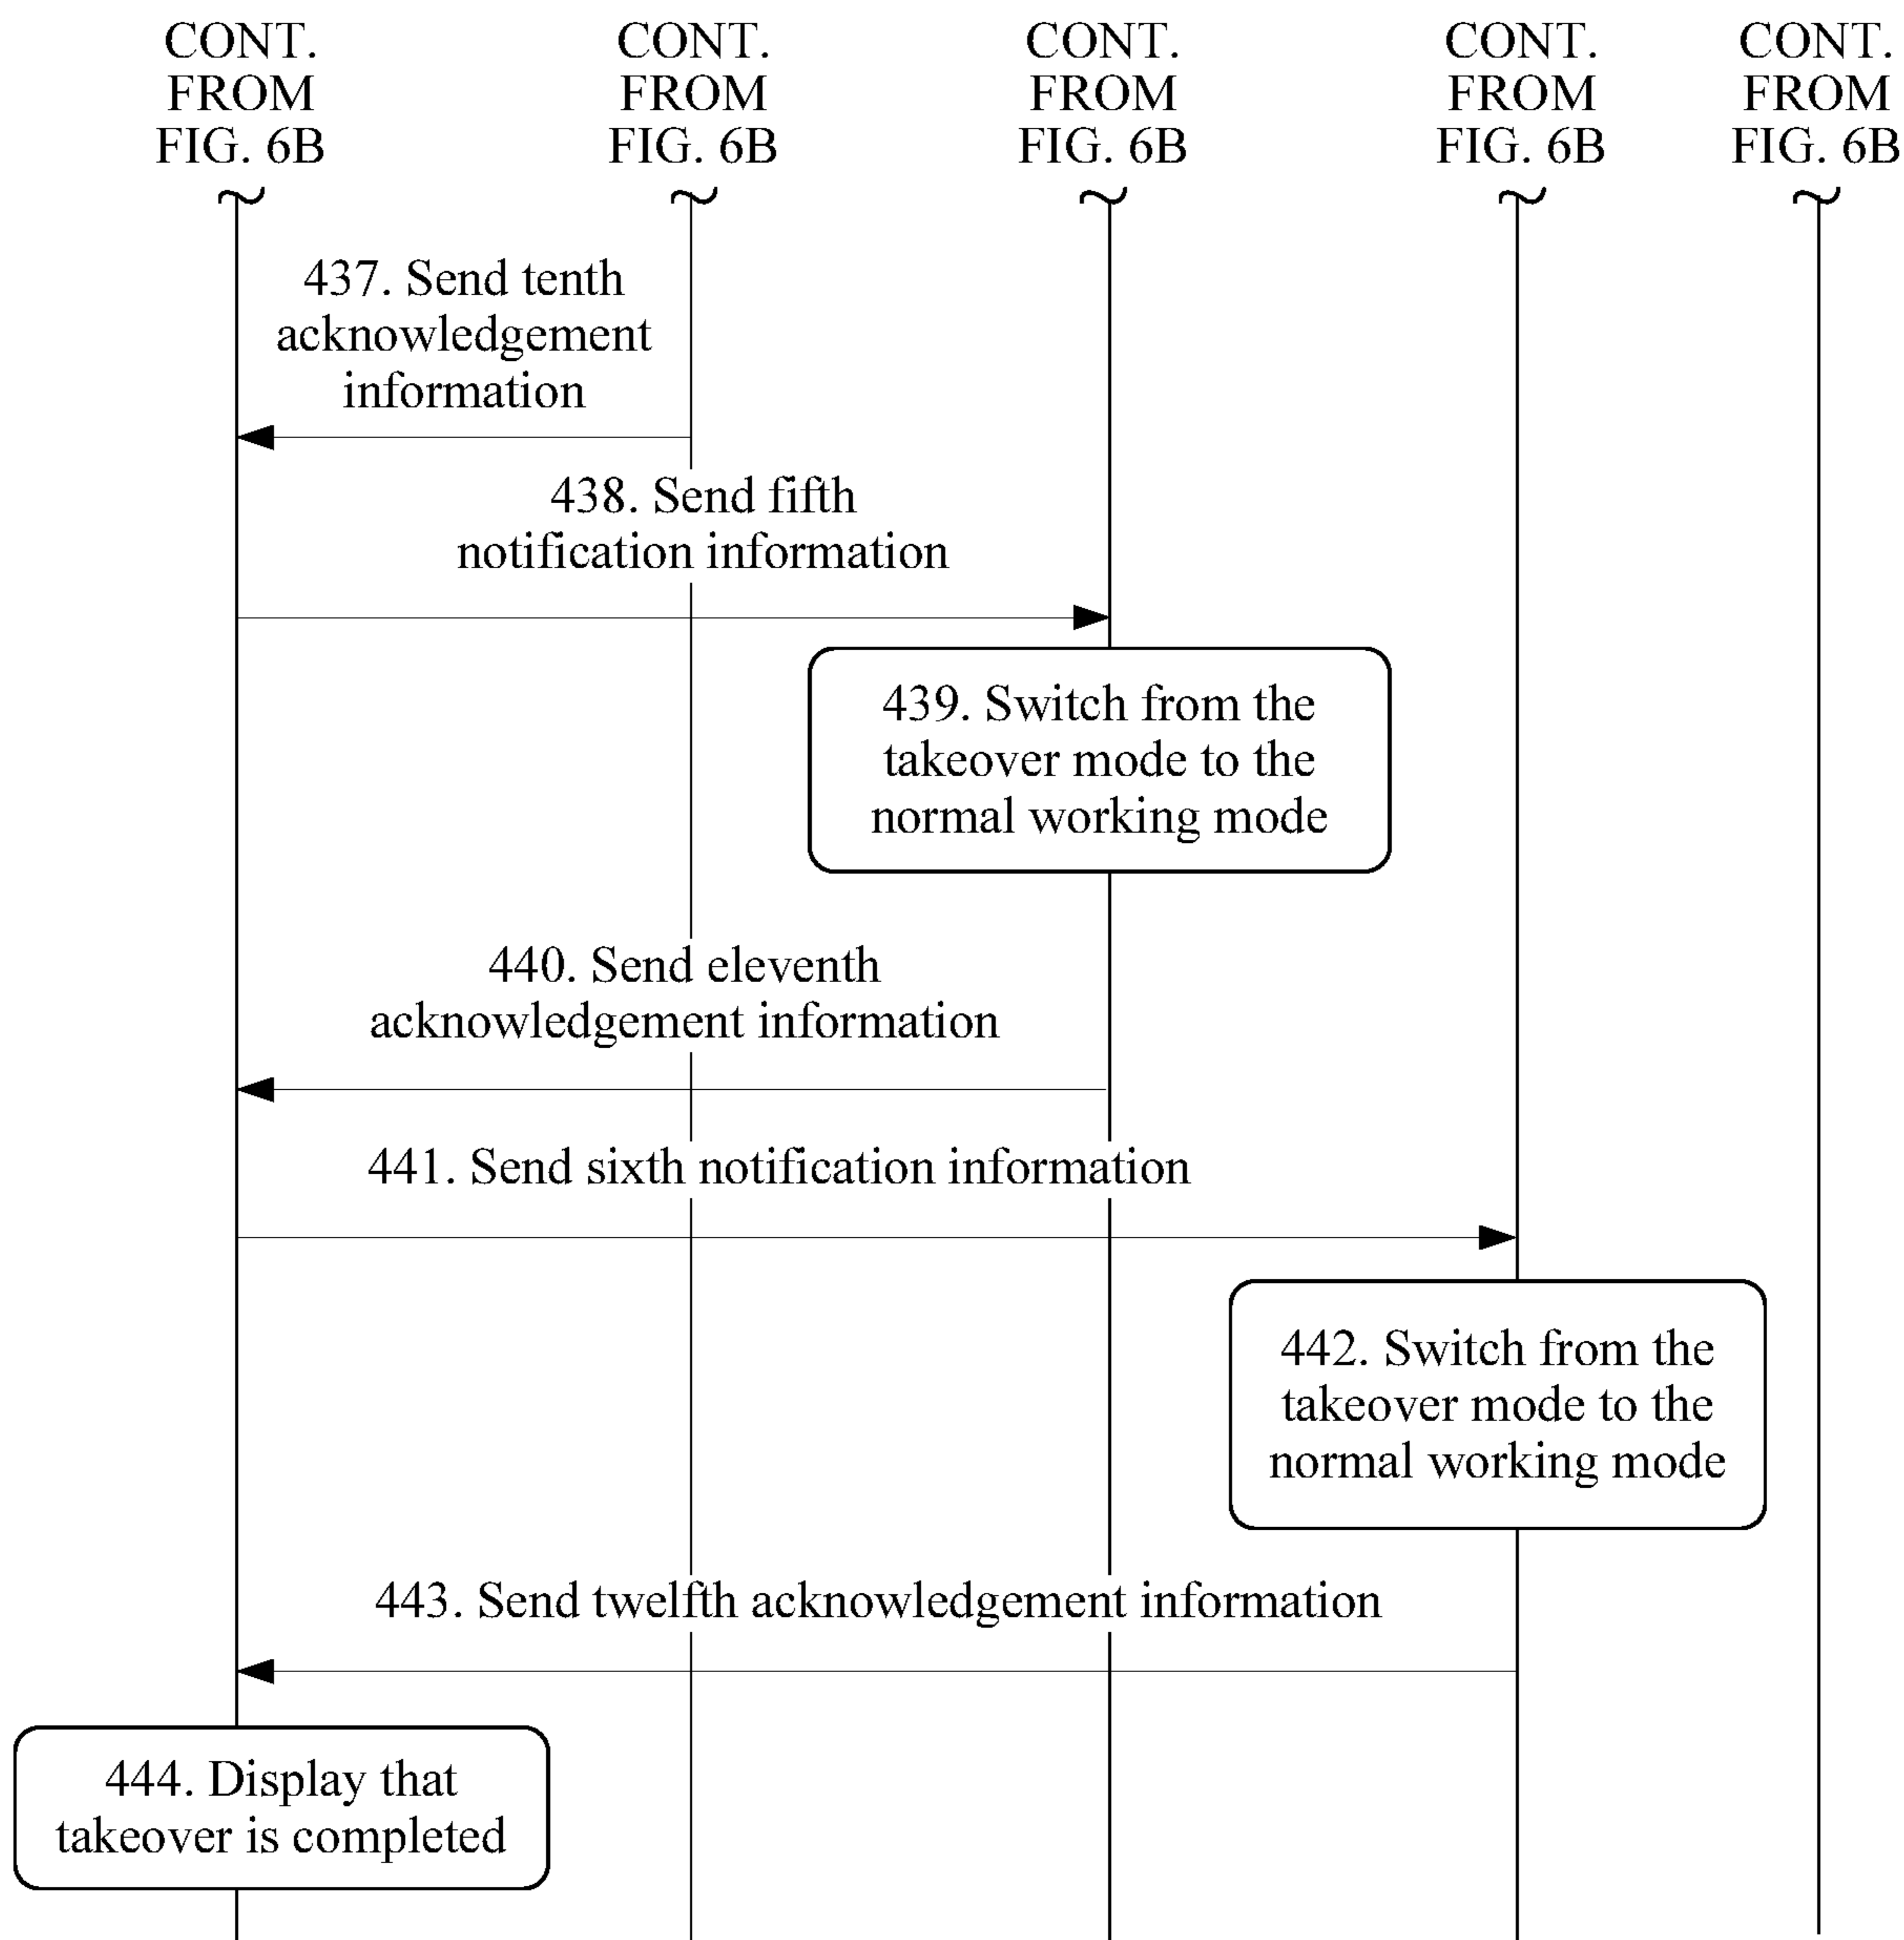 CONT.
FROM
FIG. 6B
CONT.
FROM
FIG. 6B
CONT.
FROM
FIG. 6B
CONT.
FROM
FIG. 6B
CONT.
FROM
FIG. 6B
437. Send tenth
acknowledgement
information
438. Send fifth
notification information
439. Switch from the
takeover mode to the
normal working mode
440. Send eleventh
acknowledgement information
441. Send sixth notification information
442. Switch from the
takeover mode to the
normal working mode
443. Send twelfth acknowledgement information
444. Display that
takeover is completed